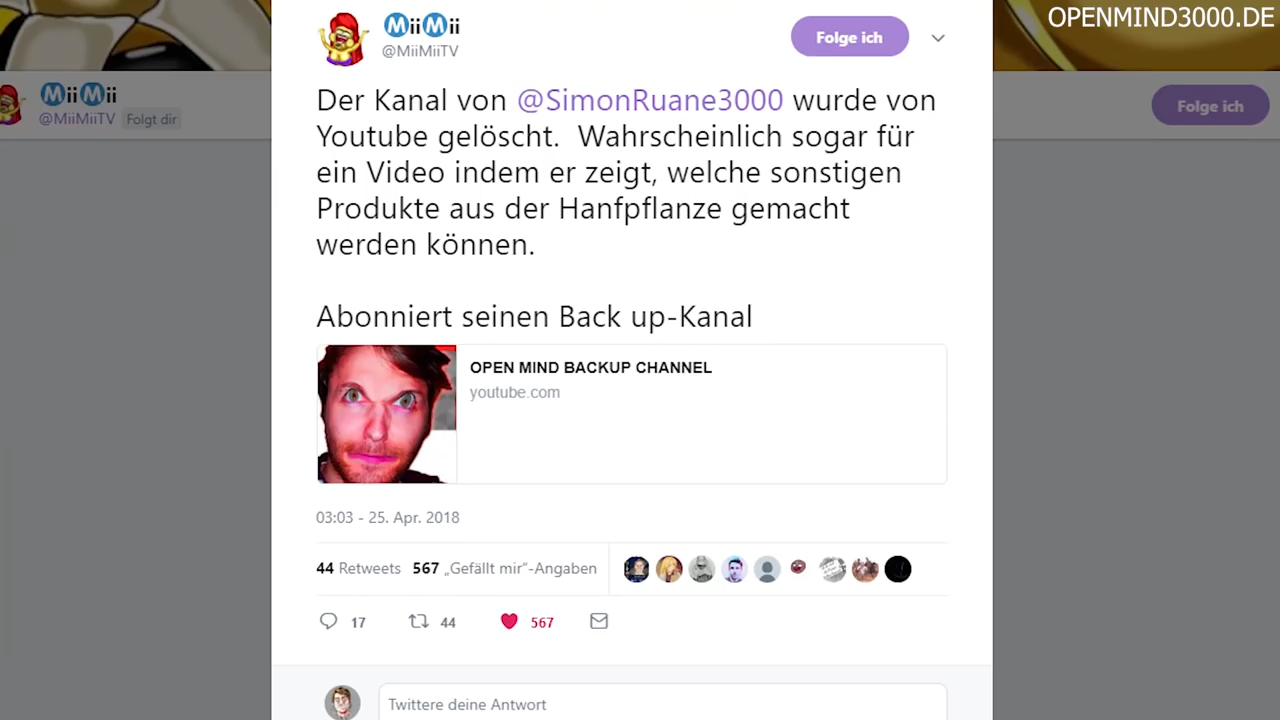 OPENMIND3000.DE
ⓂiiⓂii
@MiiMiiTV
Folge ich
ⓂiiⓂii
@MiiMiiTV Folgt dir
Folge ich
Der Kanal von @SimonRuane3000 wurde von
Youtube gelöscht. Wahrscheinlich sogar für
ein Video indem er zeigt, welche sonstigen
Produkte aus der Hanfpflanze gemacht
werden können.
Abonniert seinen Back up-Kanal
OPEN MIND BACKUP CHANNEL
youtube.com
03:03 - 25. Apr. 2018
44 Retweets 567 „Gefällt mir“-Angaben
17 44 567
Twittere deine Antwort